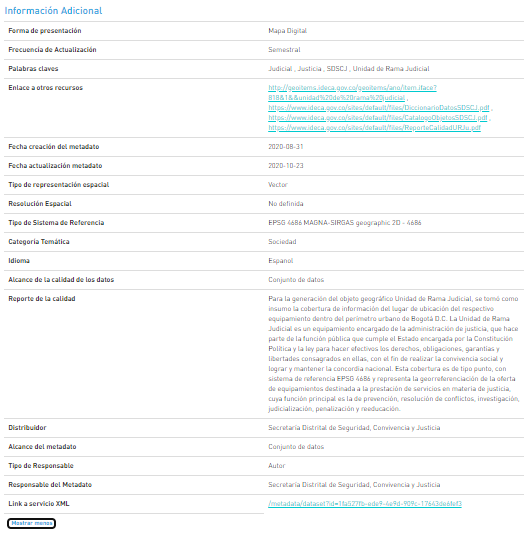 Información Adicional
Forma de presentación Mapa Digital
Frecuencia de Actualización Semestral
Palabras claves Judicial , Justicia , SDSCJ , Unidad de Rama Judicial
Enlace a otros recursos http://geoitems.ideca.gov.co/geoitems/ano/item.iface?
818&1&&unidad%20de%20rama%20judicial ,
https://www.ideca.gov.co/sites/default/files/DiccionarioDatosSDSCJ.pdf ,
https://www.ideca.gov.co/sites/default/files/CatalogoObjetosSDSCJ.pdf ,
https://www.ideca.gov.co/sites/default/files/ReporteCalidadURJu.pdf
Fecha creación del metadato 2020-08-31
Fecha actualización metadato 2020-10-23
Tipo de representación espacial Vector
Resolución Espacial No definida
Tipo de Sistema de Referencia EPSG 4686 MAGNA-SIRGAS geographic 2D - 4686
Categoria Temática Sociedad
Idioma Espanol
Alcance de la calidad de los datos Conjunto de datos
Reporte de la calidad Para la generación del objeto geográfico Unidad de Rama Judicial, se tomó como
insumo la cobertura de información del lugar de ubicación del respectivo
equipamiento dentro del perímetro urbano de Bogotá D.C. La Unidad de Rama
Judicial es un equipamiento encargado de la administración de justicia, que hace
parte de la función pública que cumple el Estado encargada por la Constitución
Política y la ley para hacer efectivos los derechos, obligaciones, garantías y
libertades consagrados en ellas, con el fin de realizar la convivencia social y
lograr y mantener la concordia nacional. Esta cobertura es de tipo punto, con
sistema de referencia EPSG 4686 y representa la georreferenciación de la oferta
de equipamientos destinada a la prestación de servicios en materia de justicia,
cuya función principal es la de prevención, resolución de conflictos, investigación,
judicialización, penalización y reeducación.
Distribuidor Secretaría Distrital de Seguridad, Convivencia y Justicia
Alcance del metadato Conjunto de datos
Tipo de Responsable Autor
Responsable del Metadato Secretaría Distrital de Seguridad, Convivencia y Justicia
Link a servicio XML
Mostrar menos